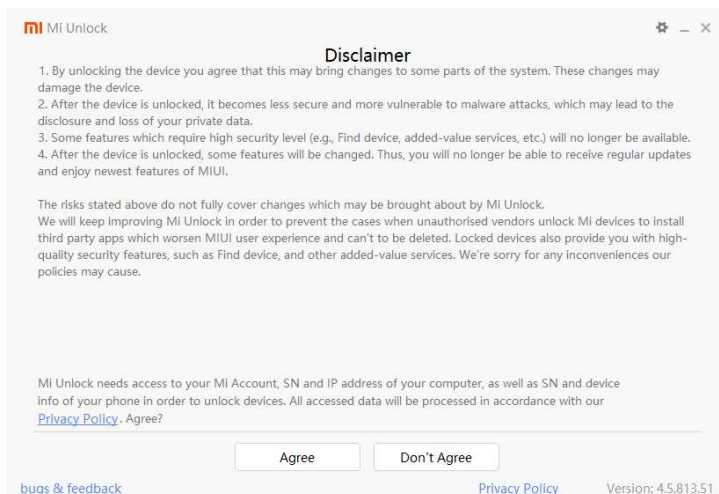 MI Mi Unlock
Disclaimer
1. By unlocking the device you agree that this may bring changes to some parts of the system. These changes may
damage the device.
2. After the device is unlocked, it becomes less secure and more vulnerable to malware attacks, which may lead to the
disclosure and loss of your private data.
3. Some features which require high security level (e.g., Find device, added-value services, etc.) will no longer be available.
4. After the device is unlocked, some features will be changed. Thus, you will no longer be able to receive regular updates
and enjoy newest features of MIUI.
The risks stated above do not fully cover changes which may be brought about by Mi Unlock.
We will keep improving Mi Unlock in order to prevent the cases when unauthorised vendors unlock Mi devices to install
third party apps which worsen MIUI user experience and can't to be deleted. Locked devices also provide you with high-
quality security features, such as Find device, and other added-value services. We're sorry for any inconveniences our
policies may cause.
Mi Unlock needs access to your Mi Account, SN and IP address of your computer, as well as SN and device
info of your phone in order to unlock devices. All accessed data will be processed in accordance with our
Privacy Policy. Agree?
Agree Don't Agree
bugs & feedback Privacy Policy Version: 4.5.813.51